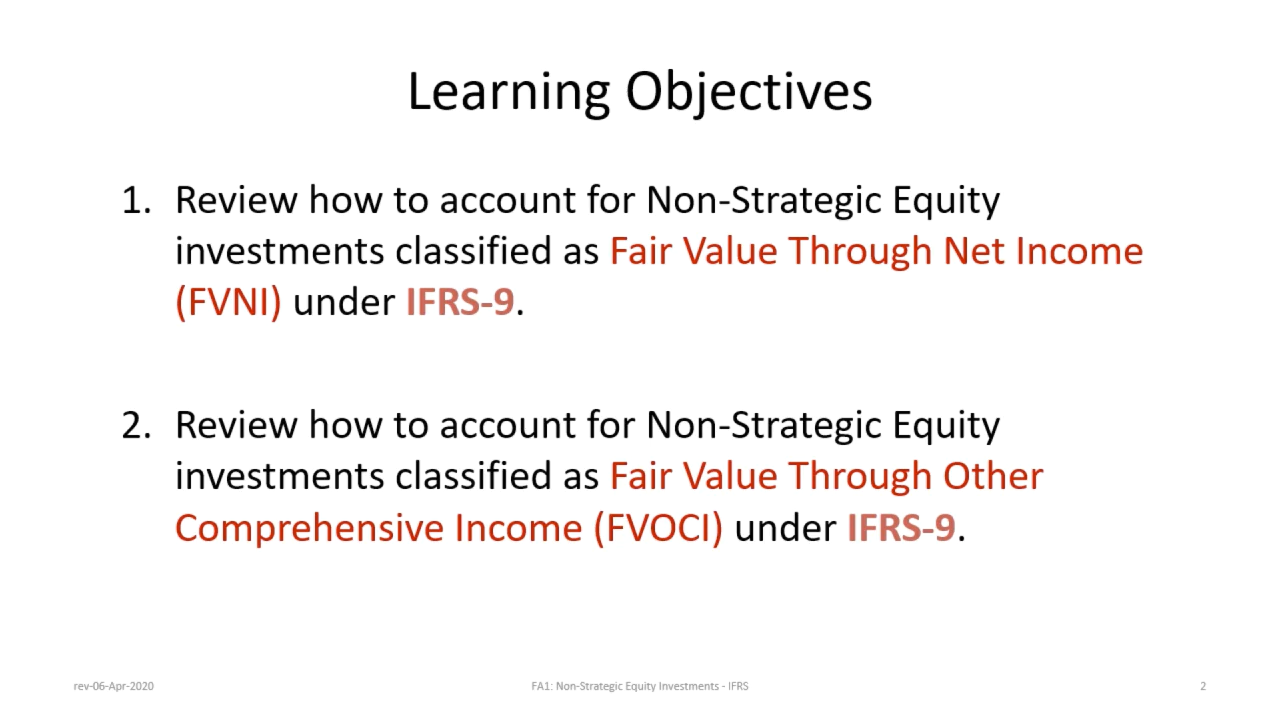 Learning Objectives
1. Review how to account for Non-Strategic Equity
investments classified as Fair Value Through Net Income
(FVNI) under IFRS-9.
2. Review how to account for Non-Strategic Equity
investments classified as Fair Value Through Other
Comprehensive Income (FVOCI) under IFRS-9.
rev-06-Apr-2020
FA1: Non-Strategic Equity Investments - IFRS
2